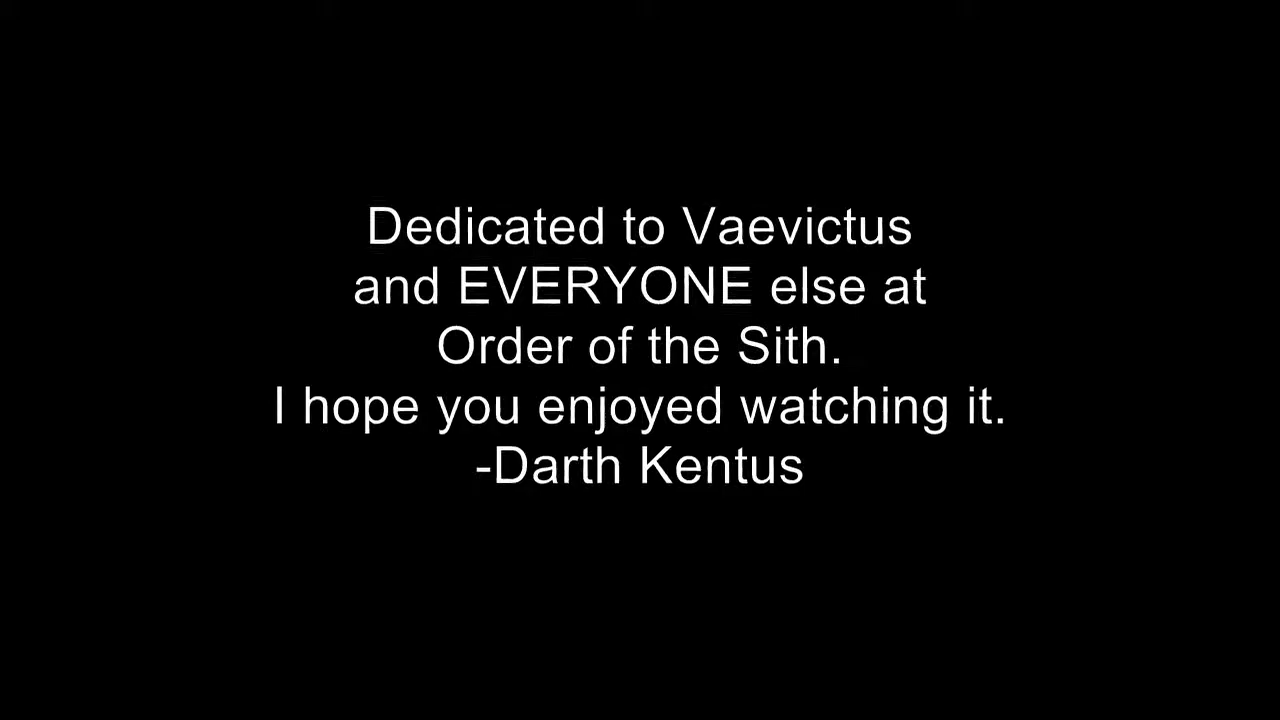 Dedicated to Vaevictus
and EVERYONE else at
Order of the Sith.
I hope you enjoyed watching it.
-Darth Kentus